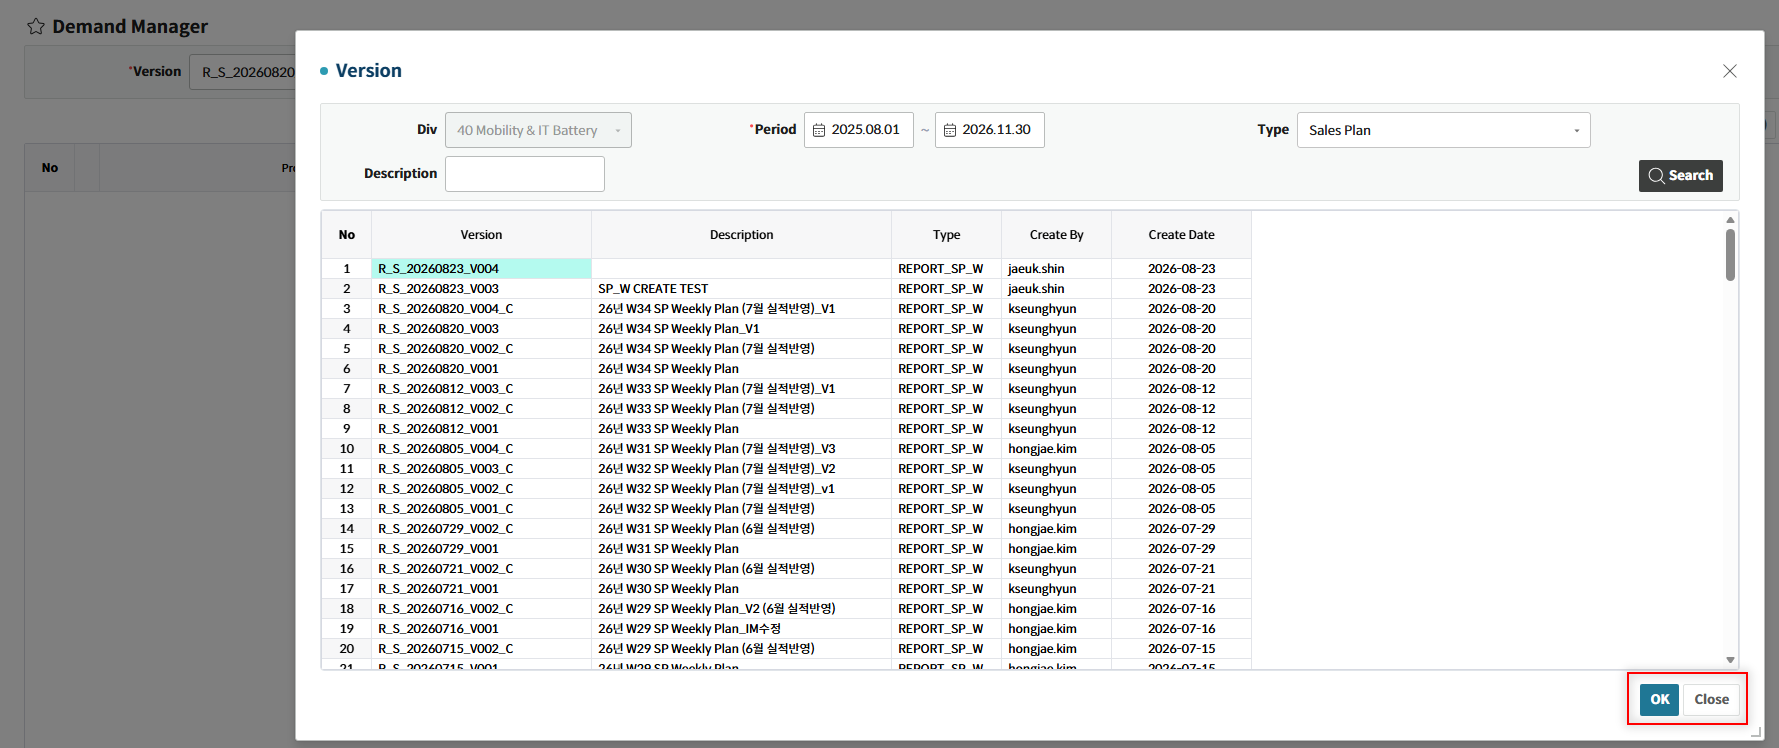 Demand Manager
*Version R_S_20260820
Version
Div 40 Mobility & IT Battery *Period 2025.08.01 ~ 2026.11.30 Type Sales Plan
Description
Search
No
No Version Description Type Create By Create Date
1 R_S_20260823_V004 REPORT_SP_W jaeuk.shin 2026-08-23
2 R_S_20260823_V003 SP_W CREATE TEST REPORT_SP_W jaeuk.shin 2026-08-23
3 R_S_20260820_V004_C 26년 W34 SP Weekly Plan (7월 실적반영)_V1 REPORT_SP_W kseunghyun 2026-08-20
4 R_S_20260820_V003 26년 W34 SP Weekly Plan_V1 REPORT_SP_W kseunghyun 2026-08-20
5 R_S_20260820_V002_C 26년 W34 SP Weekly Plan (7월 실적반영) REPORT_SP_W kseunghyun 2026-08-20
6 R_S_20260820_V001 26년 W34 SP Weekly Plan REPORT_SP_W kseunghyun 2026-08-20
7 R_S_20260812_V003_C 26년 W33 SP Weekly Plan (7월 실적반영)_V1 REPORT_SP_W kseunghyun 2026-08-12
8 R_S_20260812_V002_C 26년 W33 SP Weekly Plan (7월 실적반영) REPORT_SP_W kseunghyun 2026-08-12
9 R_S_20260812_V001 26년 W33 SP Weekly Plan REPORT_SP_W kseunghyun 2026-08-12
10 R_S_20260805_V004_C 26년 W31 SP Weekly Plan (7월 실적반영)_V3 REPORT_SP_W hongjae.kim 2026-08-05
11 R_S_20260805_V003_C 26년 W32 SP Weekly Plan (7월 실적반영)_V2 REPORT_SP_W kseunghyun 2026-08-05
12 R_S_20260805_V002_C 26년 W32 SP Weekly Plan (7월 실적반영)_v1 REPORT_SP_W kseunghyun 2026-08-05
13 R_S_20260805_V001_C 26년 W32 SP Weekly Plan (7월 실적반영) REPORT_SP_W kseunghyun 2026-08-05
14 R_S_20260729_V002_C 26년 W31 SP Weekly Plan (6월 실적반영) REPORT_SP_W hongjae.kim 2026-07-29
15 R_S_20260729_V001 26년 W31 SP Weekly Plan REPORT_SP_W hongjae.kim 2026-07-29
16 R_S_20260721_V002_C 26년 W30 SP Weekly Plan (6월 실적반영) REPORT_SP_W kseunghyun 2026-07-21
17 R_S_20260721_V001 26년 W30 SP Weekly Plan REPORT_SP_W kseunghyun 2026-07-21
18 R_S_20260716_V002_C 26년 W29 SP Weekly Plan_V2 (6월 실적반영) REPORT_SP_W hongjae.kim 2026-07-16
19 R_S_20260716_V001 26년 W29 SP Weekly Plan_IM수정 REPORT_SP_W hongjae.kim 2026-07-16
20 R_S_20260715_V002_C 26년 W29 SP Weekly Plan (6월 실적반영) REPORT_SP_W hongjae.kim 2026-07-15
21 R_S_20260715_V001 26년 W29 SP Weekly Plan REPORT_SP_W hongjae.kim 2026-07-15
OK Close